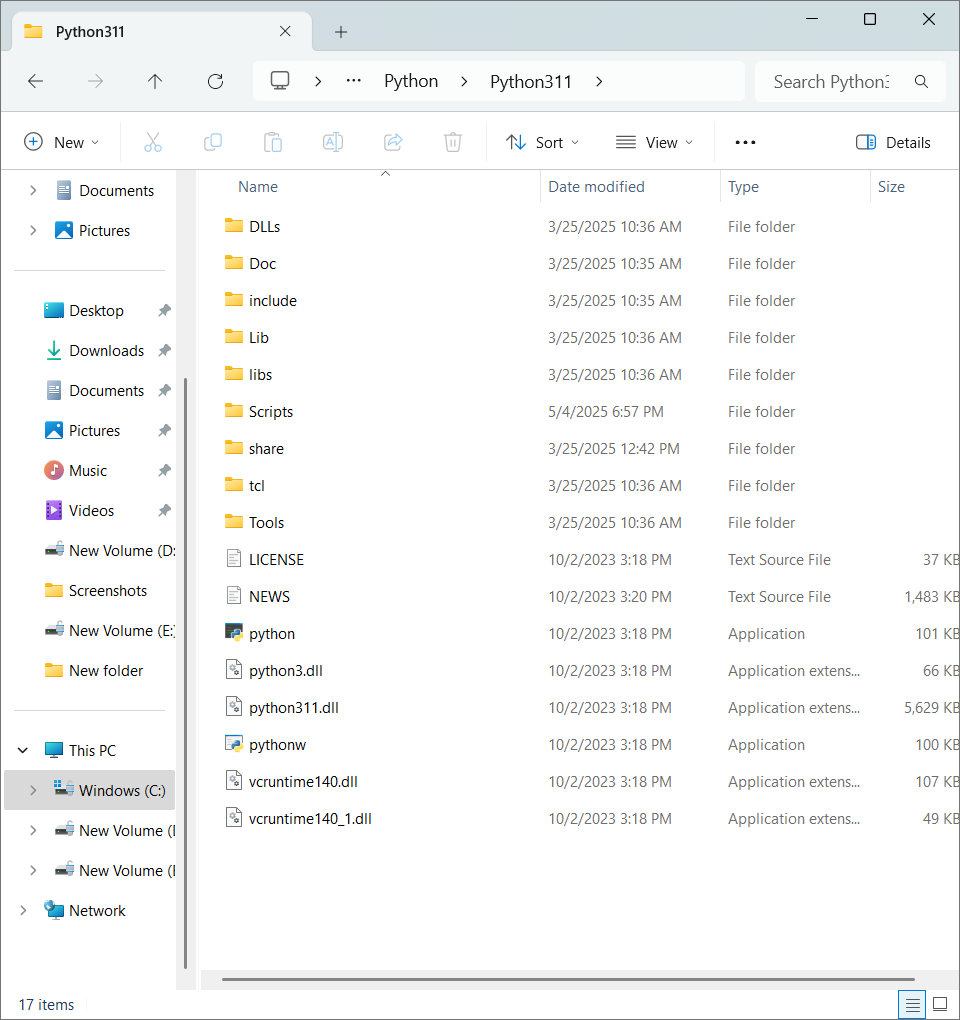 Python311
Python Python311
Search Python3
New Sort View Details
Name Date modified Type Size
Documents
Pictures
Desktop
Downloads
Documents
Pictures
Music
Videos
New Volume (D:
Screenshots
New Volume (E:)
New folder
This PC
Windows (C:)
New Volume (
New Volume (
Network
DLLs 3/25/2025 10:36 AM File folder
Doc 3/25/2025 10:35 AM File folder
include 3/25/2025 10:35 AM File folder
Lib 3/25/2025 10:36 AM File folder
libs 3/25/2025 10:36 AM File folder
Scripts 5/4/2025 6:57 PM File folder
share 3/25/2025 12:42 PM File folder
tcl 3/25/2025 10:36 AM File folder
Tools 3/25/2025 10:36 AM File folder
LICENSE 10/2/2023 3:18 PM Text Source File 37 KB
NEWS 10/2/2023 3:20 PM Text Source File 1,483 KB
python 10/2/2023 3:18 PM Application 101 KB
python3.dll 10/2/2023 3:18 PM Application extens... 66 KB
python311.dll 10/2/2023 3:18 PM Application extens... 5,629 KB
pythonw 10/2/2023 3:18 PM Application 100 KB
vcruntime140.dll 10/2/2023 3:18 PM Application extens... 107 KB
vcruntime140_1.dll 10/2/2023 3:18 PM Application extens... 49 KB
17 items